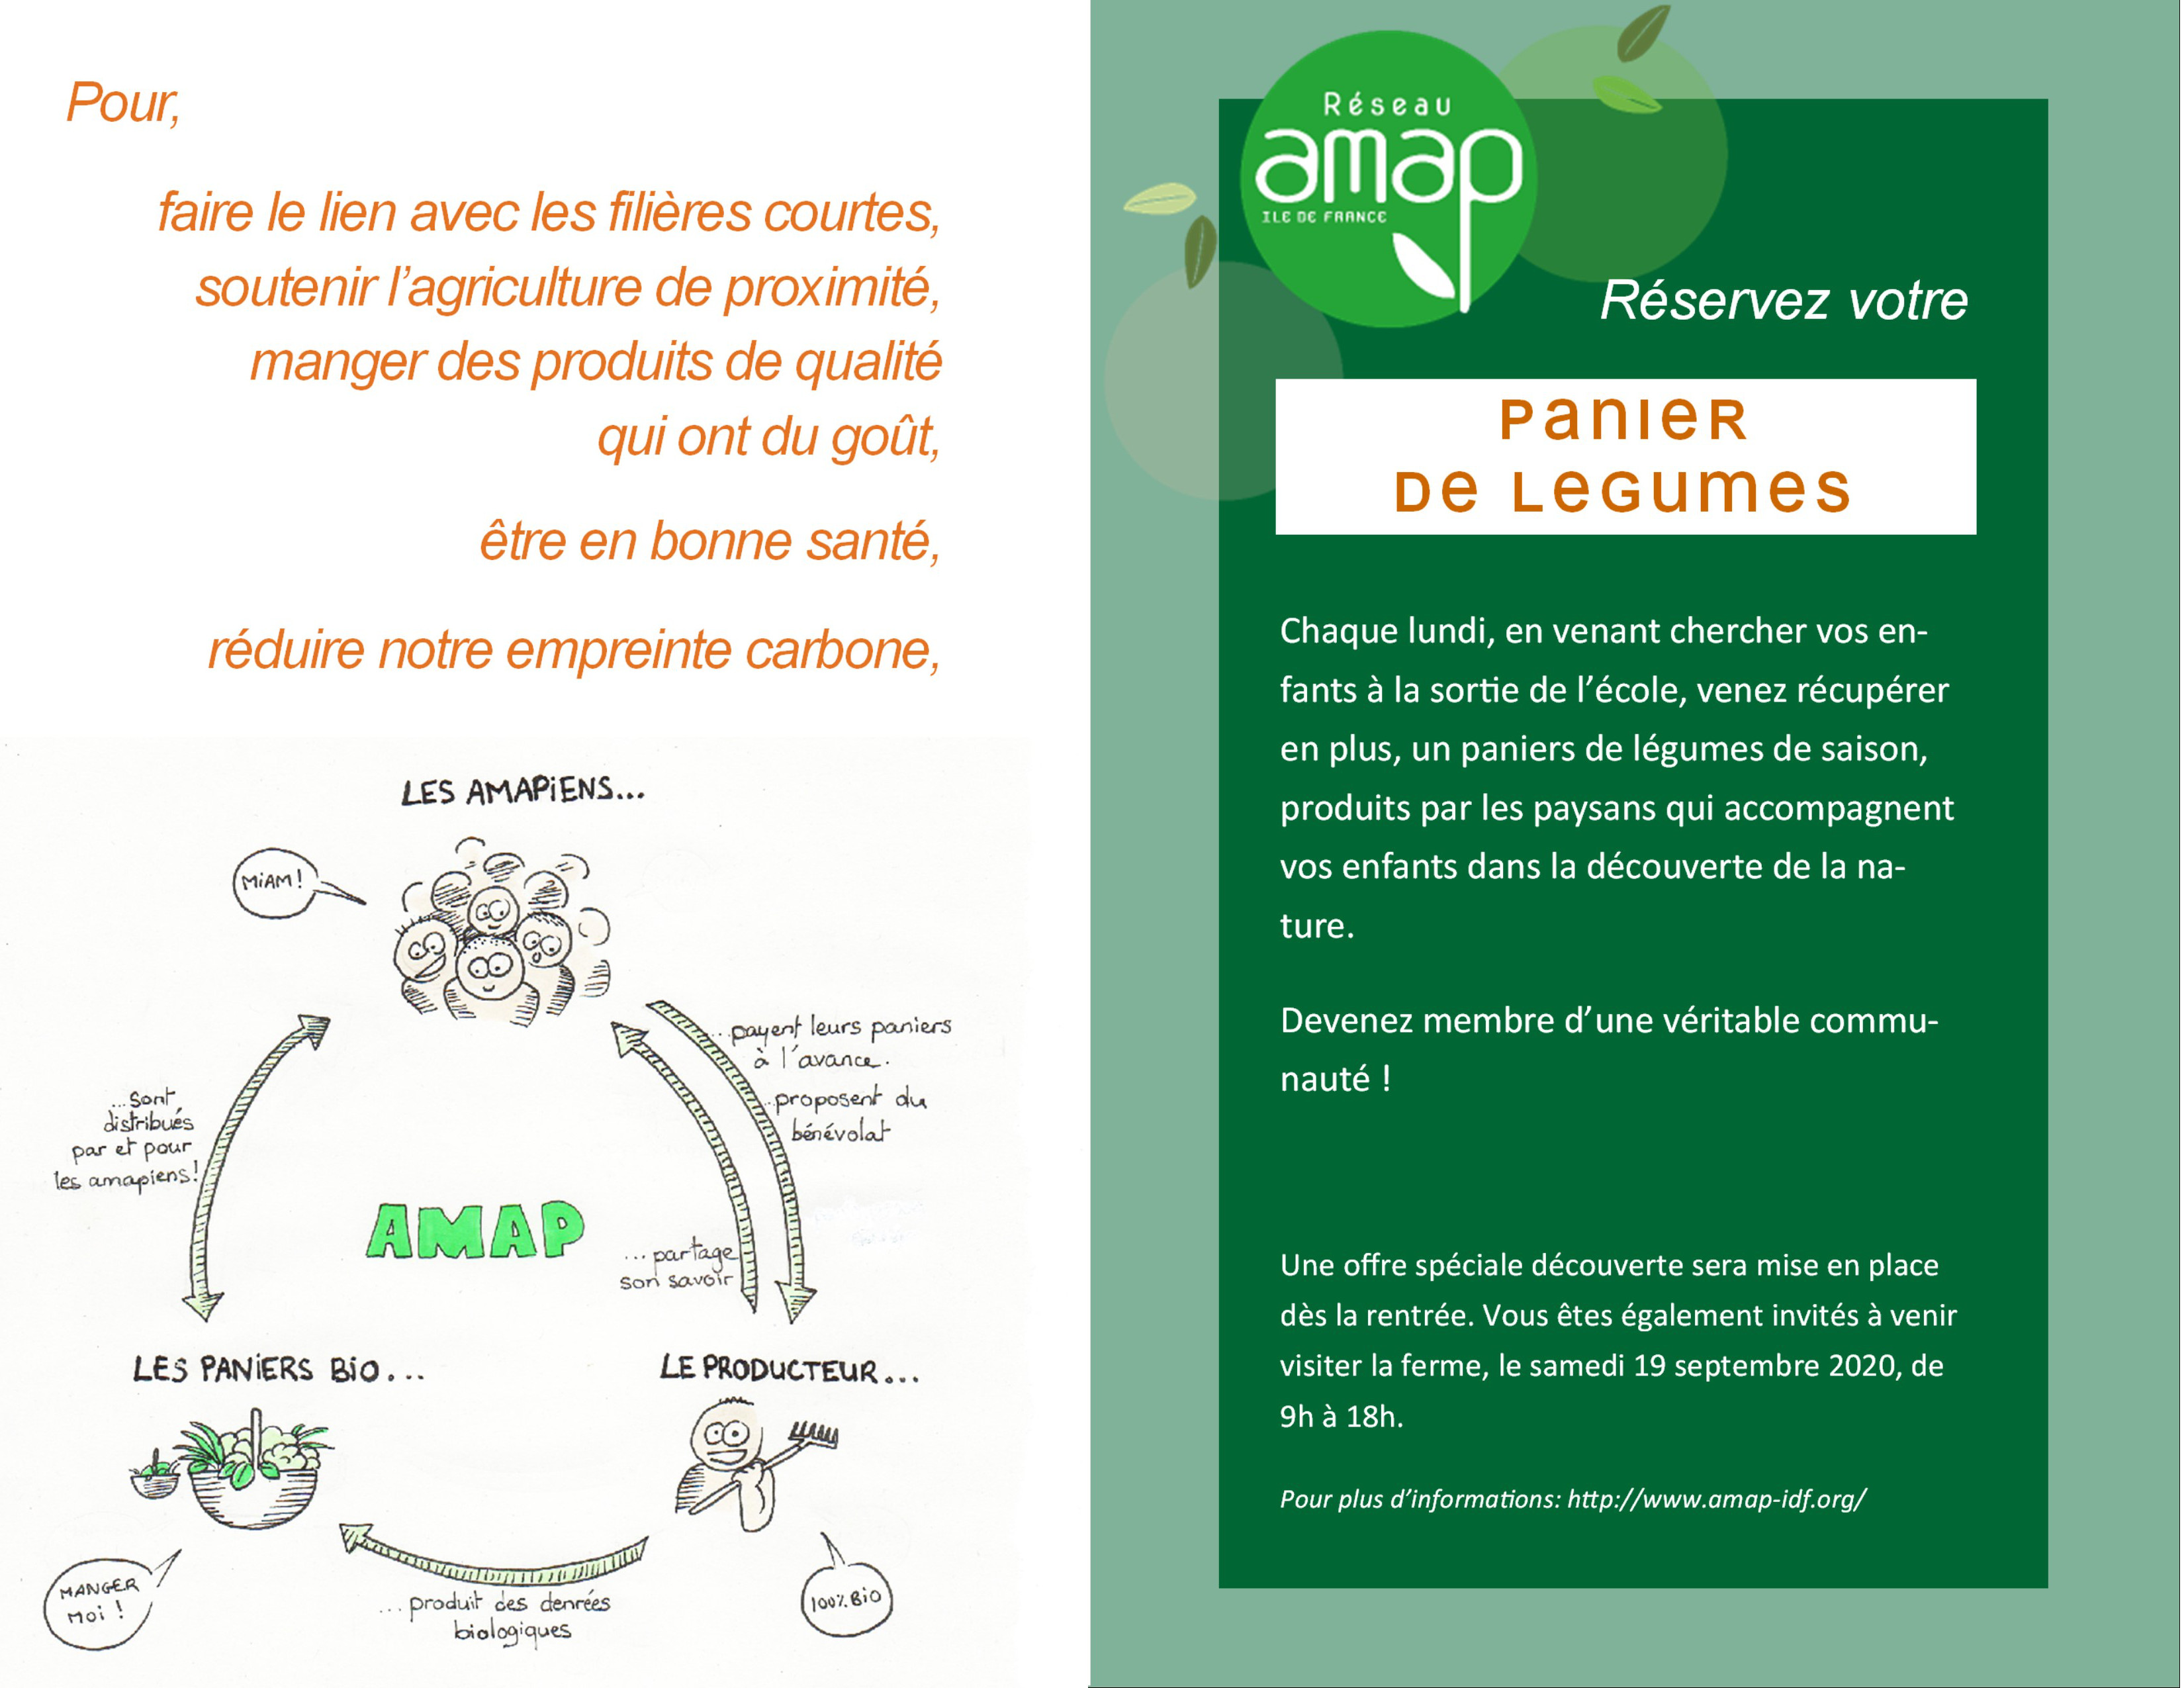 Pour,
faire le lien avec les filières courtes,
soutenir l’agriculture de proximité,
manger des produits de qualité
qui ont du goût,
être en bonne santé,
réduire notre empreinte carbone,
LES AMAPiENS...
MiAM!
...payent leurs paniers
à l'avance.
...proposent du
bénévolat
...Sont
distribués
par et pour
les amapiens!
AMAP
...partage
son savoir
LES PANiERS BiO...
LE PRODUCTEUR...
MANGER
MOi !
...produit des denrées
biologiques
100% BiO
Réseau
amap
ILE DE FRANCE
Réservez votre
PanIeR
De LeGumes
Chaque lundi, en venant chercher vos en-
fants à la sortie de l’école, venez récupérer
en plus, un paniers de légumes de saison,
produits par les paysans qui accompagnent
vos enfants dans la découverte de la na-
ture.
Devenez membre d’une véritable commu-
nauté !
Une offre spéciale découverte sera mise en place
dès la rentrée. Vous êtes également invités à venir
visiter la ferme, le samedi 19 septembre 2020, de
9h à 18h.
Pour plus d’informations: http://www.amap-idf.org/